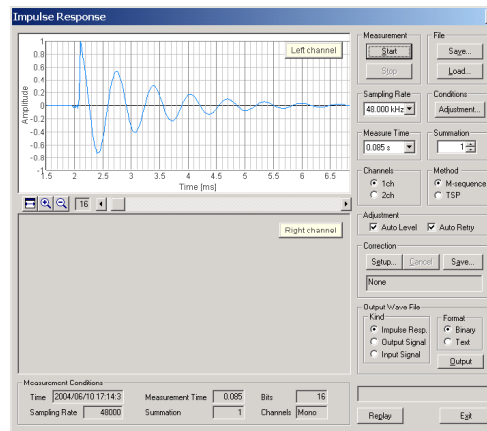 Impulse Response
Left channel
Amplitude
1
0.8
0.6
0.4
0.2
0
-0.2
-0.4
-0.6
-0.8
-1
1.5 2 2.5 3 3.5 4 4.5 5 5.5 6 6.5
Time [ms]
16
Right channel
Measurement Conditions
Time 2004/06/10 17:14:3 Measurement Time 0.085 Bits 16
Sampling Rate 48000 Summation 1 Channels Mono
Measurement
Start
Stop
File
Save...
Load...
Sampling Rate
48.000 kHz
Conditions
Adjustment...
Measure Time
0.085 s
Summation
1
Channels
1ch
2ch
Method
M-sequence
TSP
Adjustment
Auto Level Auto Retry
Correction
Setup... Cancel Save...
None
Output Wave File
Kind
Impulse Resp.
Output Signal
Input Signal
Format
Binary
Text
Output
Replay Exit